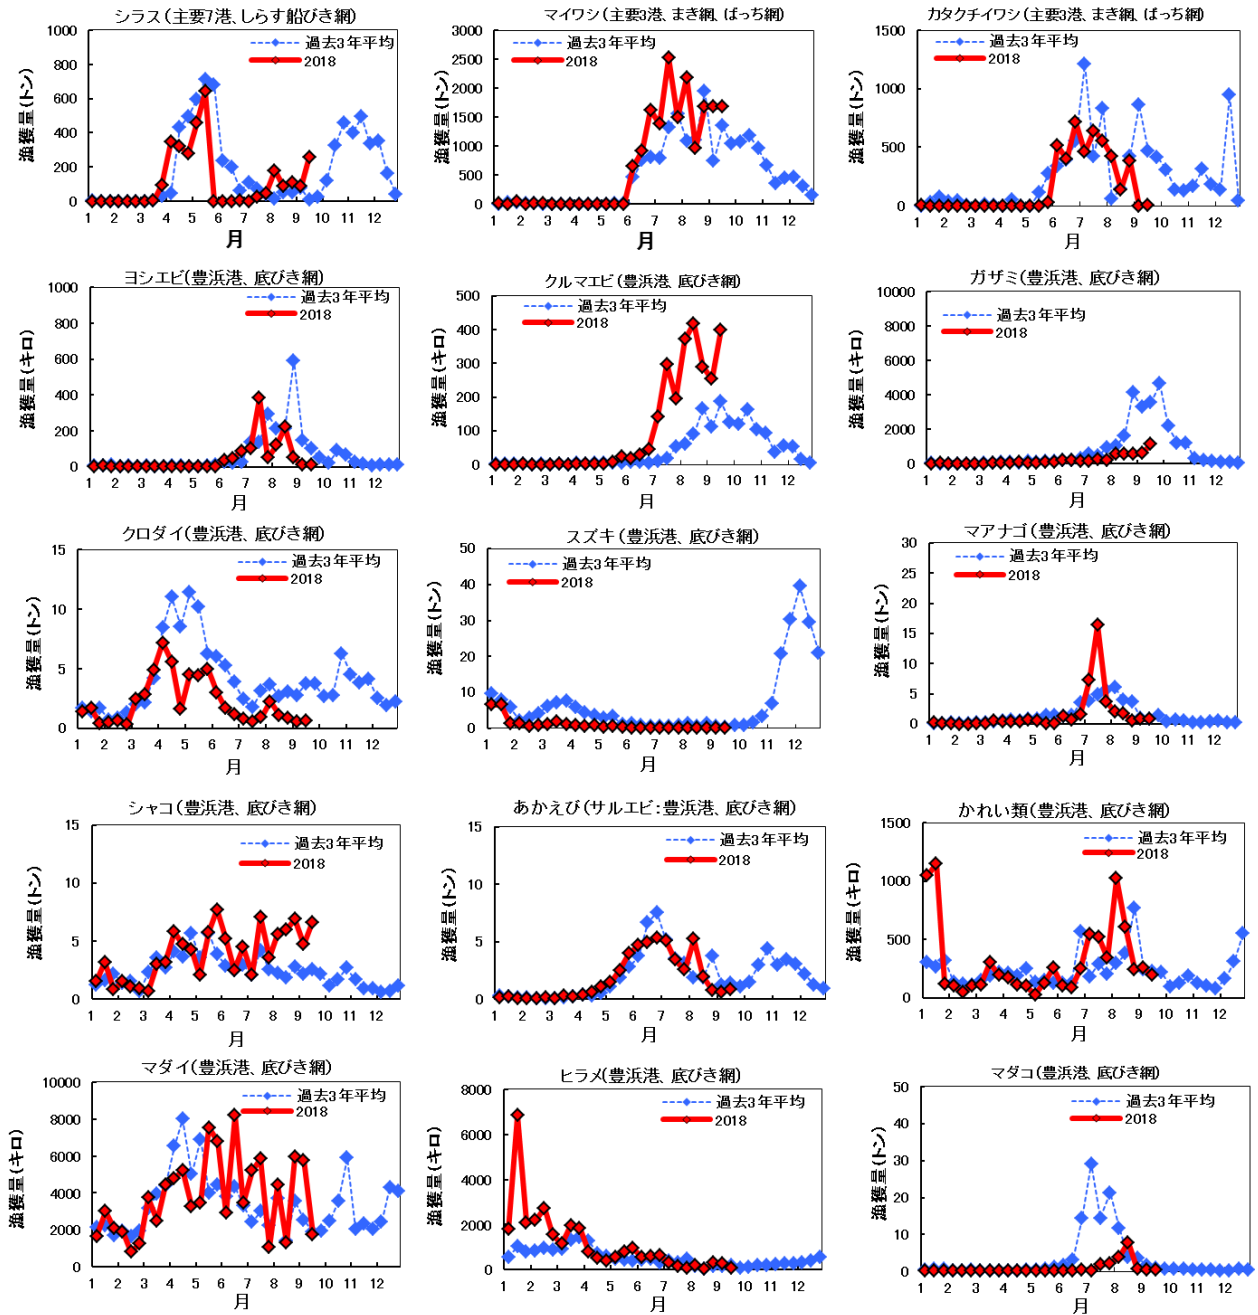 シラス(主要7港、しらす船びき網)
漁獲量(トン)
1000
800
600
400
200
0
過去3年平均
2018
1 2 3 4 5 6 7 8 9 10 11 12
月
マイワシ(主要3港、まき網、ばっち網)
漁獲量(トン)
3000
2500
2000
1500
1000
500
0
過去3年平均
2018
1 2 3 4 5 6 7 8 9 10 11 12
月
カタクチイワシ(主要3港、まき網、ばっち網)
漁獲量(トン)
1500
1000
500
0
過去3年平均
2018
1 2 3 4 5 6 7 8 9 10 11 12
月
ヨシエビ(豊浜港、底びき網)
漁獲量(キロ)
1000
800
600
400
200
0
過去3年平均
2018
1 2 3 4 5 6 7 8 9 10 11 12
月
クルマエビ(豊浜港、底びき網)
漁獲量(キロ)
500
400
300
200
100
0
過去3年平均
2018
1 2 3 4 5 6 7 8 9 10 11 12
月
ガザミ(豊浜港、底びき網)
漁獲量(キロ)
10000
8000
6000
4000
2000
0
過去3年平均
2018
1 2 3 4 5 6 7 8 9 10 11 12
月
クロダイ(豊浜港、底びき網)
漁獲量(トン)
15
10
5
0
過去3年平均
2018
1 2 3 4 5 6 7 8 9 10 11 12
月
スズキ(豊浜港、底びき網)
漁獲量(トン)
50
40
30
20
10
0
過去3年平均
2018
1 2 3 4 5 6 7 8 9 10 11 12
月
マアナゴ(豊浜港、底びき網)
漁獲量(トン)
30
25
20
15
10
5
0
過去3年平均
2018
1 2 3 4 5 6 7 8 9 10 11 12
月
シャコ(豊浜港、底びき網)
漁獲量(トン)
15
10
5
0
過去3年平均
2018
1 2 3 4 5 6 7 8 9 10 11 12
月
あかえび(サルエビ:豊浜港、底びき網)
漁獲量(トン)
15
10
5
0
過去3年平均
2018
1 2 3 4 5 6 7 8 9 10 11 12
月
かれい類(豊浜港、底びき網)
漁獲量(キロ)
1500
1000
500
0
過去3年平均
2018
1 2 3 4 5 6 7 8 9 10 11 12
月
マダイ(豊浜港、底びき網)
漁獲量(キロ)
10000
8000
6000
4000
2000
0
過去3年平均
2018
1 2 3 4 5 6 7 8 9 10 11 12
月
ヒラメ(豊浜港、底びき網)
漁獲量(キロ)
8000
6000
4000
2000
0
過去3年平均
2018
1 2 3 4 5 6 7 8 9 10 11 12
月
マダコ(豊浜港、底びき網)
漁獲量(トン)
50
40
30
20
10
0
過去3年平均
2018
1 2 3 4 5 6 7 8 9 10 11 12
月